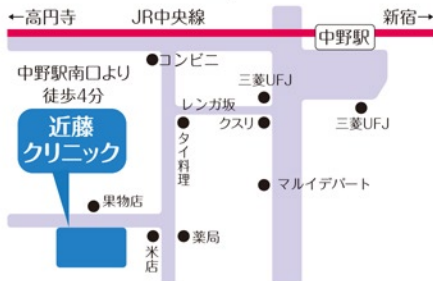 ←高円寺
JR中央線
新宿→
中野駅
コンビニ
中野駅南口より
徒歩4分
三菱UFJ
レンガ坂
近藤
クリニック
クスリ
三菱UFJ
タイ料理
マルイデパート
果物店
米店
薬局